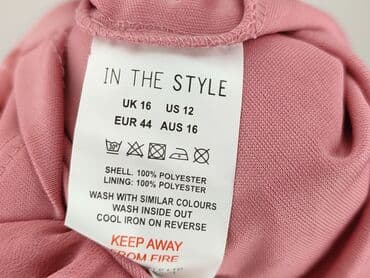 IN THE STYLE
UK 16 US 12
EUR 44 AUS 16
SHELL: 100% POLYESTER
LINING: 100% POLYESTER
WASH WITH SIMILAR COLOURS
WASH INSIDE OUT
COOL IRON ON REVERSE
KEEP AWAY
FROM FIRE